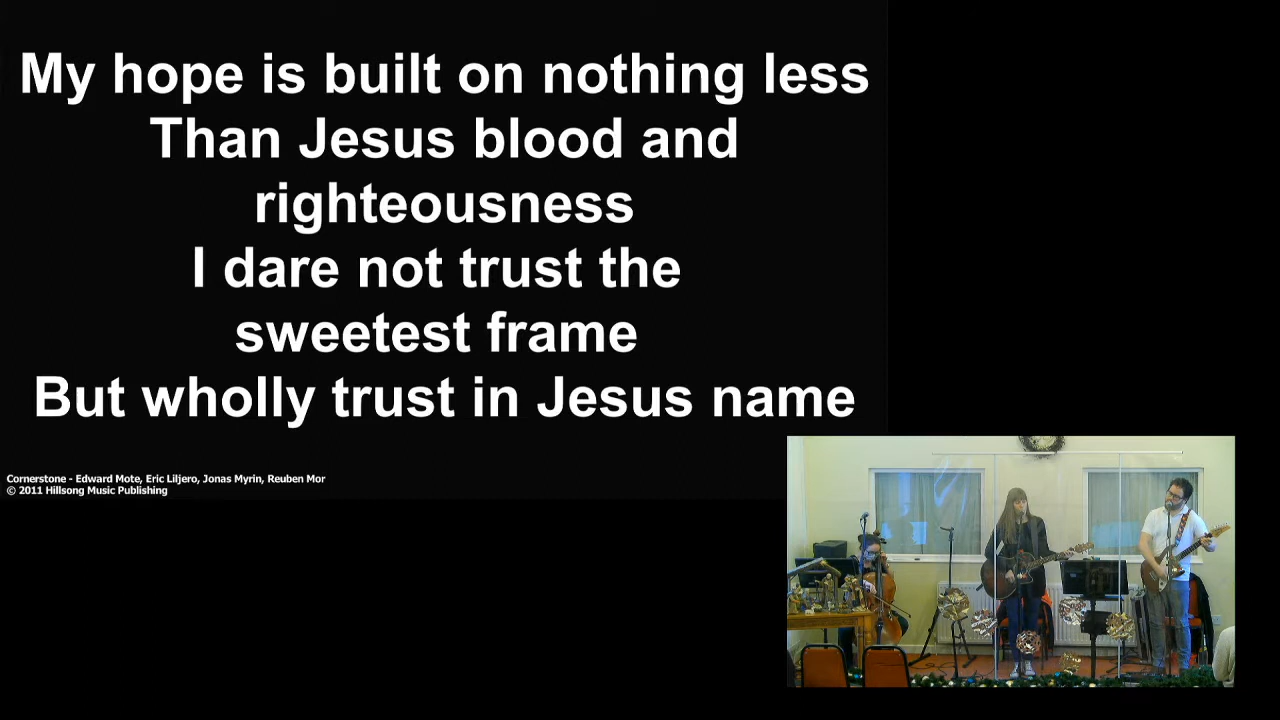 My hope is built on nothing less
Than Jesus blood and
righteousness
I dare not trust the
sweetest frame
But wholly trust in Jesus name
Cornerstone - Edward Mote, Eric Liljero, Jonas Myrin, Reuben Mor
© 2011 Hillsong Music Publishing